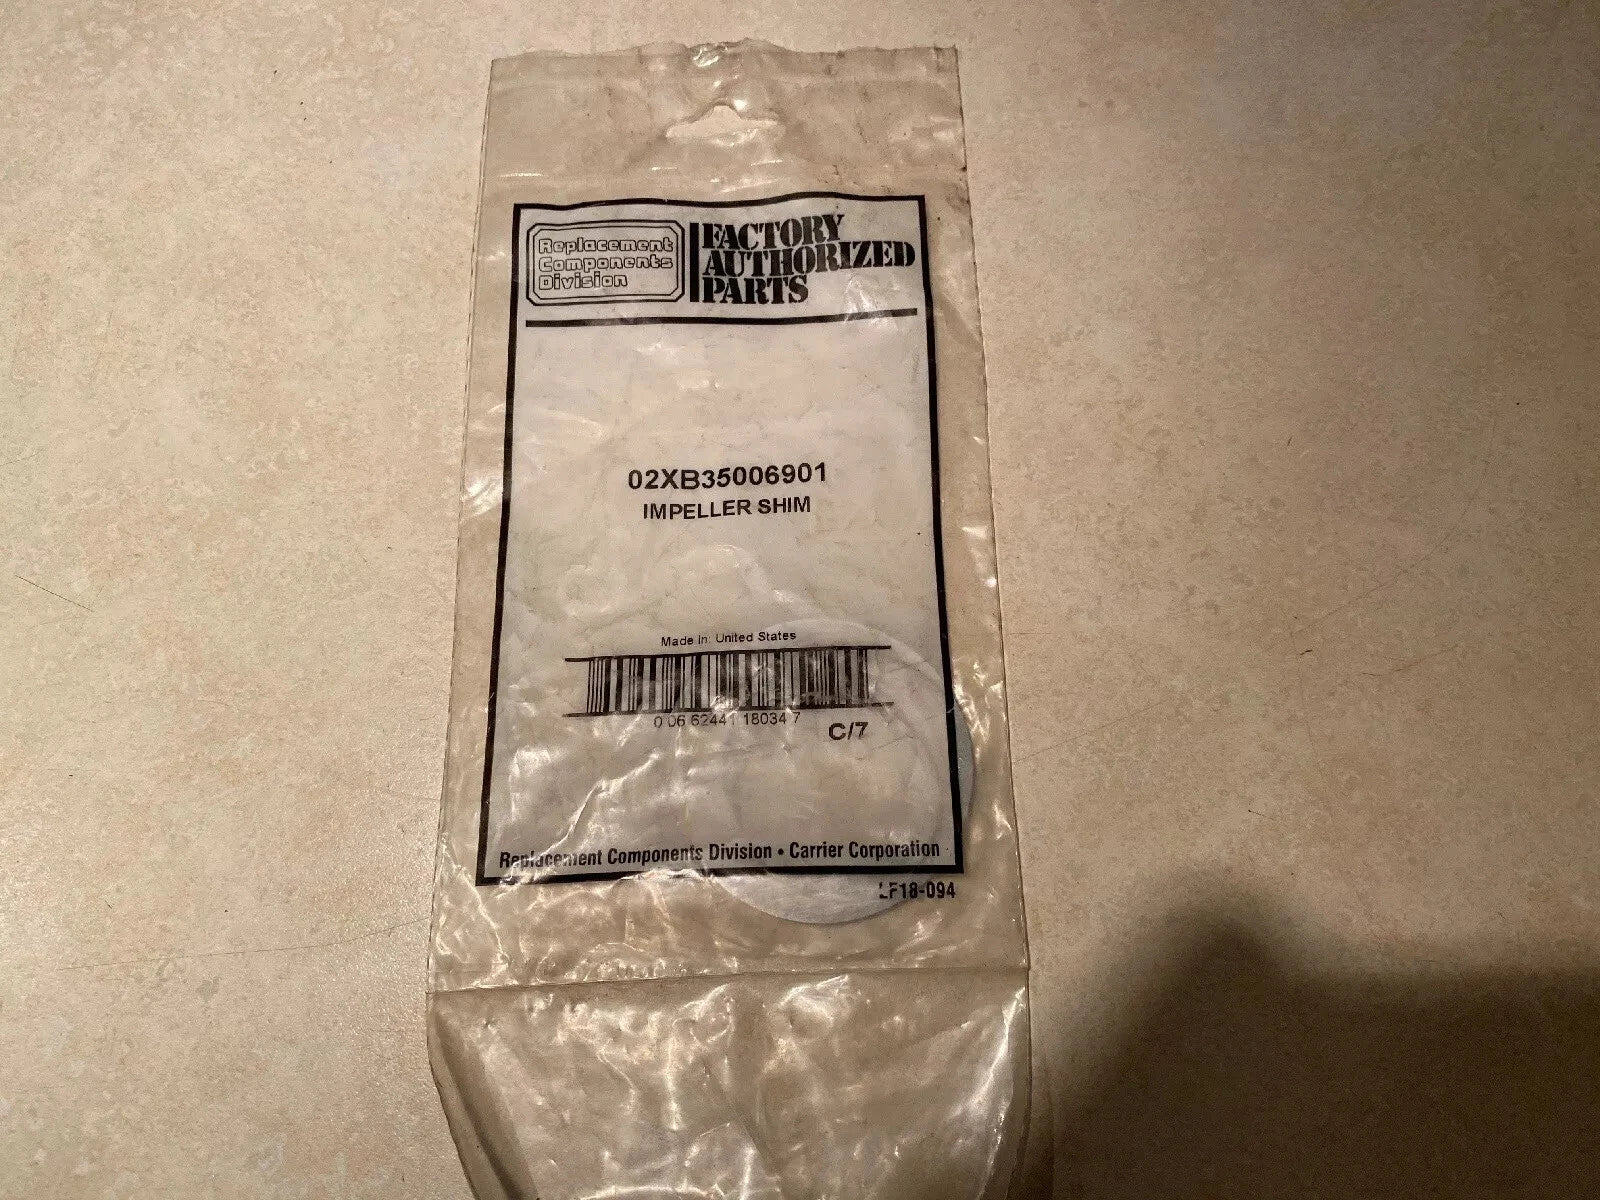 Replacement
Components
Division
FACTORY
AUTHORIZED
PARTS
02XB35006901
IMPELLER SHIM
Made In: United States
0 06 62441 18034 7
C/7
Replacement Components Division • Carrier Corporation
LF18-094